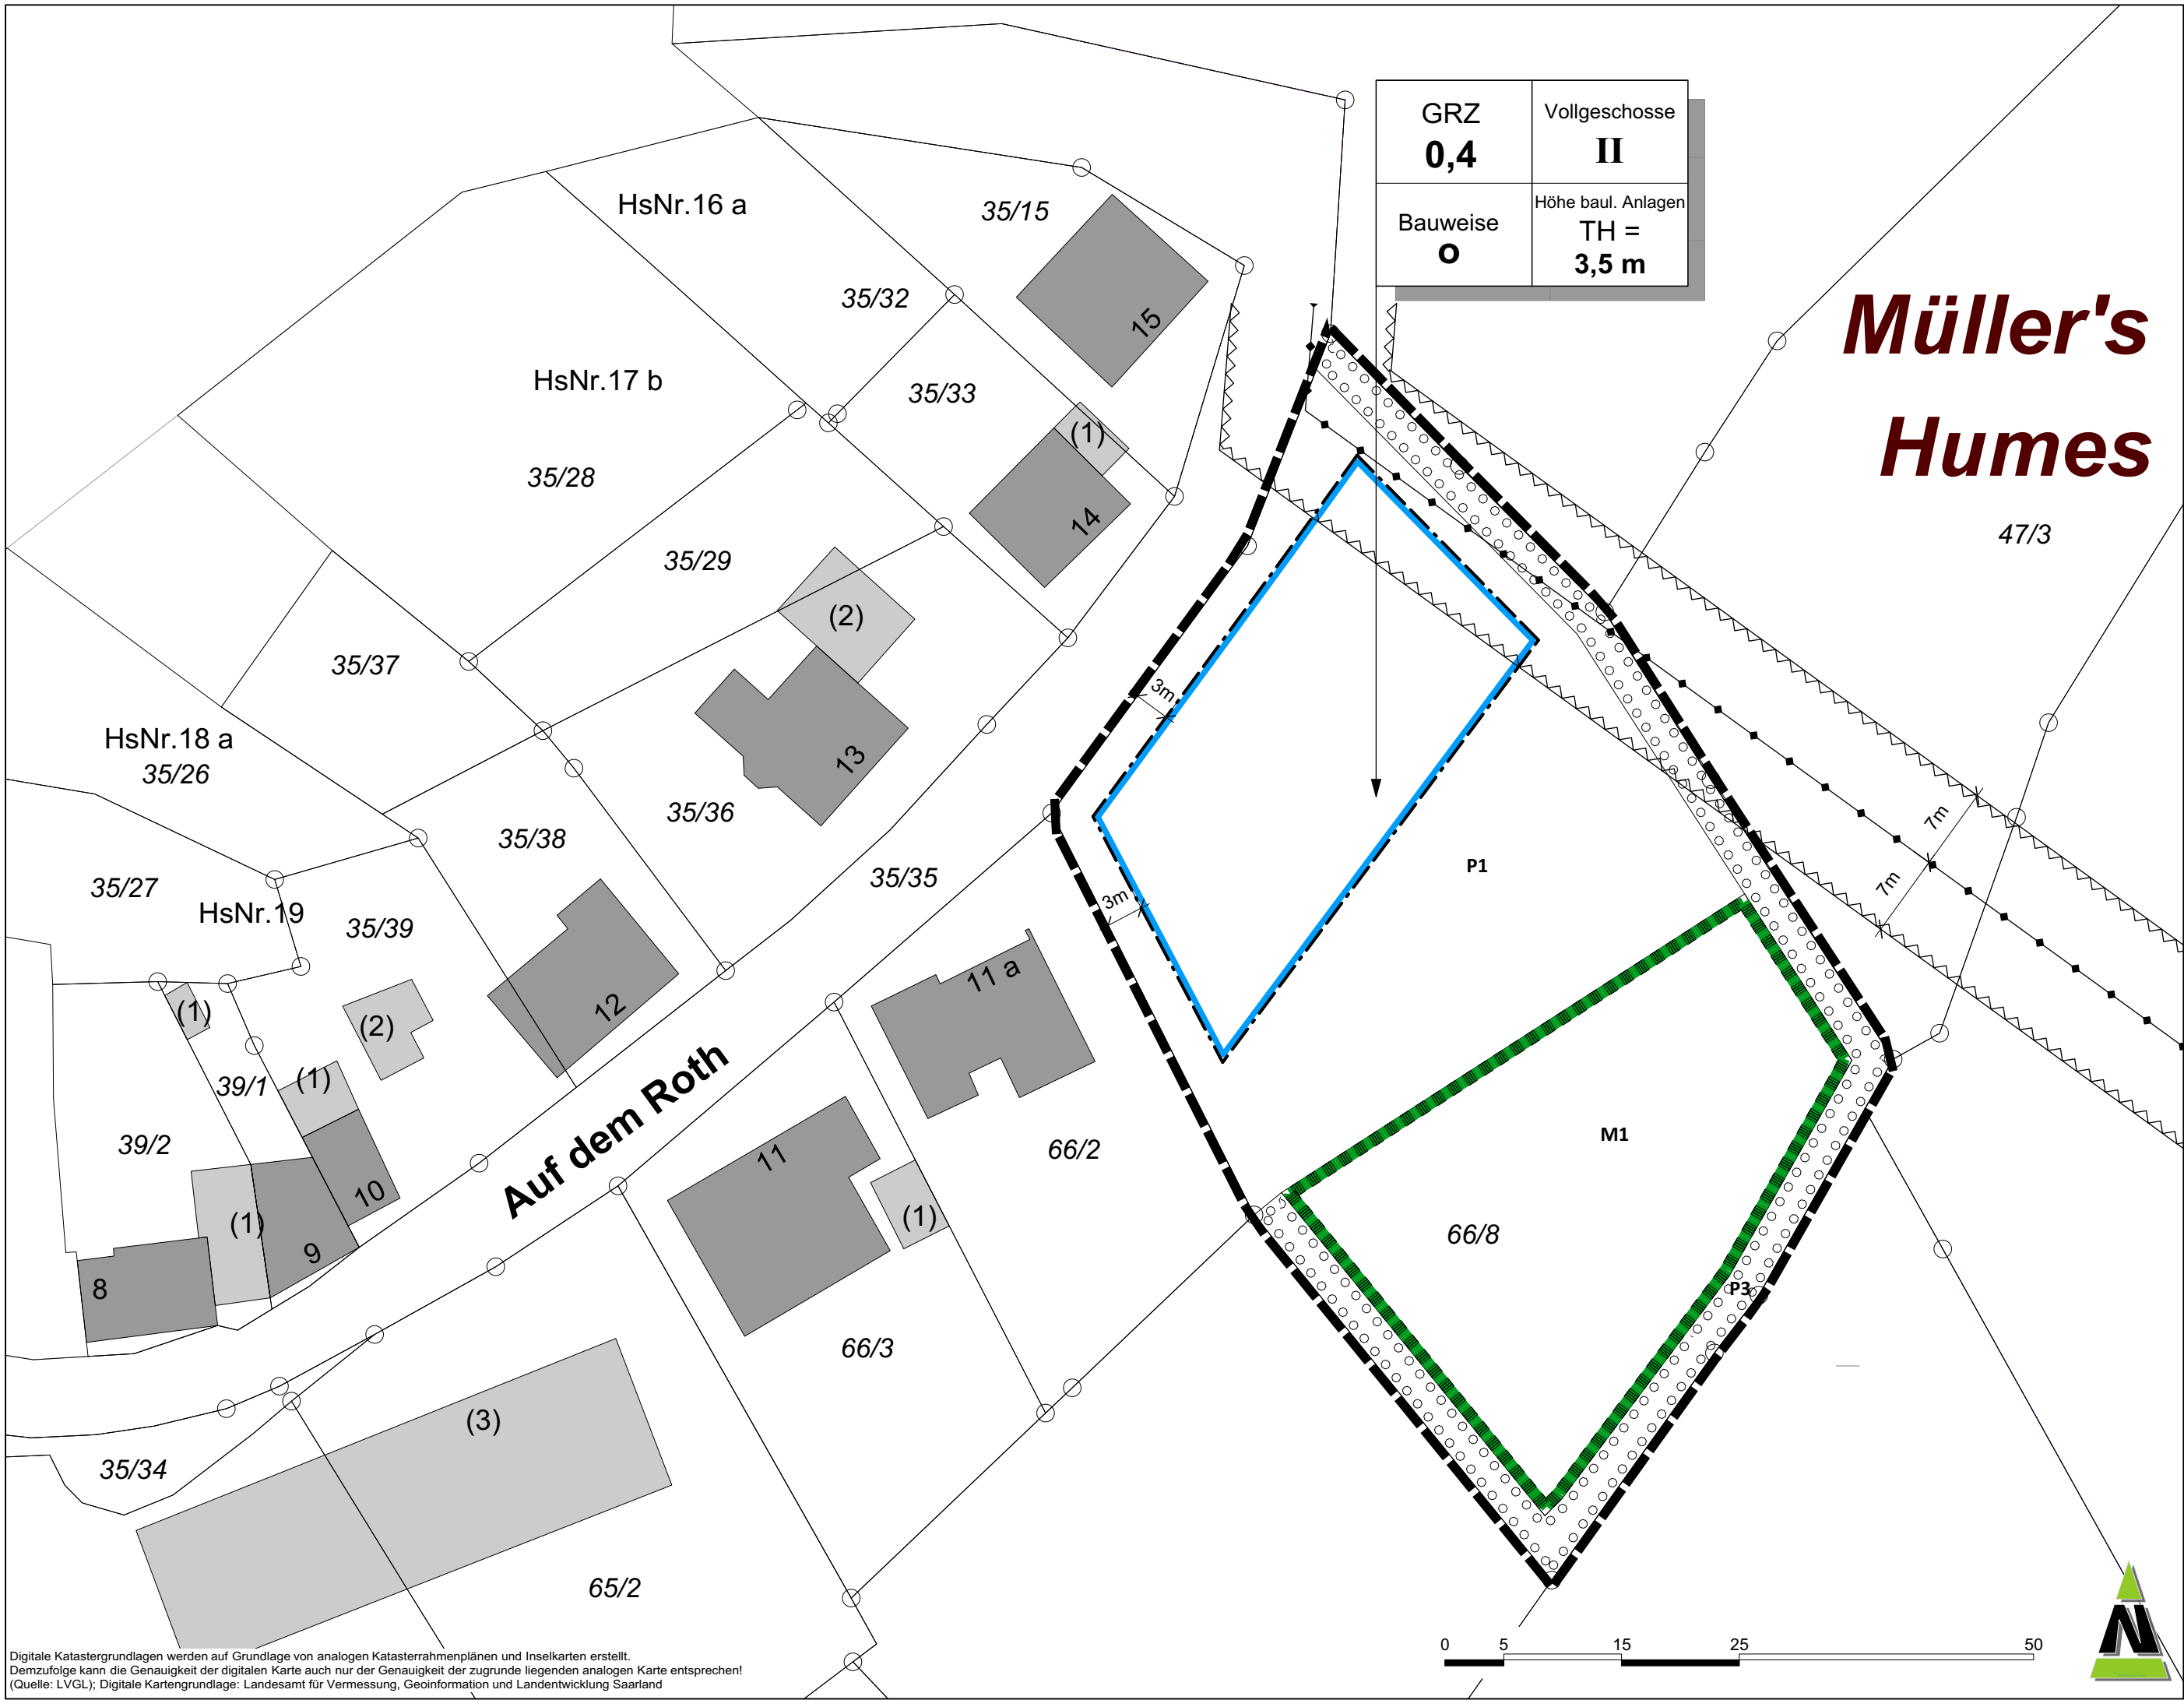 GRZ
0,4
Vollgeschosse
II
Bauweise
o
Höhe baul. Anlagen
TH =
3,5 m
Müller's
Humes
47/3
HsNr.16 a
35/15
35/32
15
HsNr.17 b
35/33
(1)
35/28
14
35/29
(2)
35/37
3m
HsNr.18 a
35/26
13
35/36
35/38
7m
7m
35/27
35/35
P1
HsNr.19
35/39
3m
11 a
(1)
(2)
12
39/1
(1)
Auf dem Roth
39/2
M1
66/2
11
10
(1)
(1)
9
66/8
8
P3
66/3
(3)
35/34
65/2
0 5 15 25 50
N
Digitale Katastergrundlagen werden auf Grundlage von analogen Katasterrahmenplänen und Inselkarten erstellt.
Demzufolge kann die Genauigkeit der digitalen Karte auch nur der Genauigkeit der zugrunde liegenden analogen Karte entsprechen!
(Quelle: LVGL); Digitale Kartengrundlage: Landesamt für Vermessung, Geoinformation und Landentwicklung Saarland